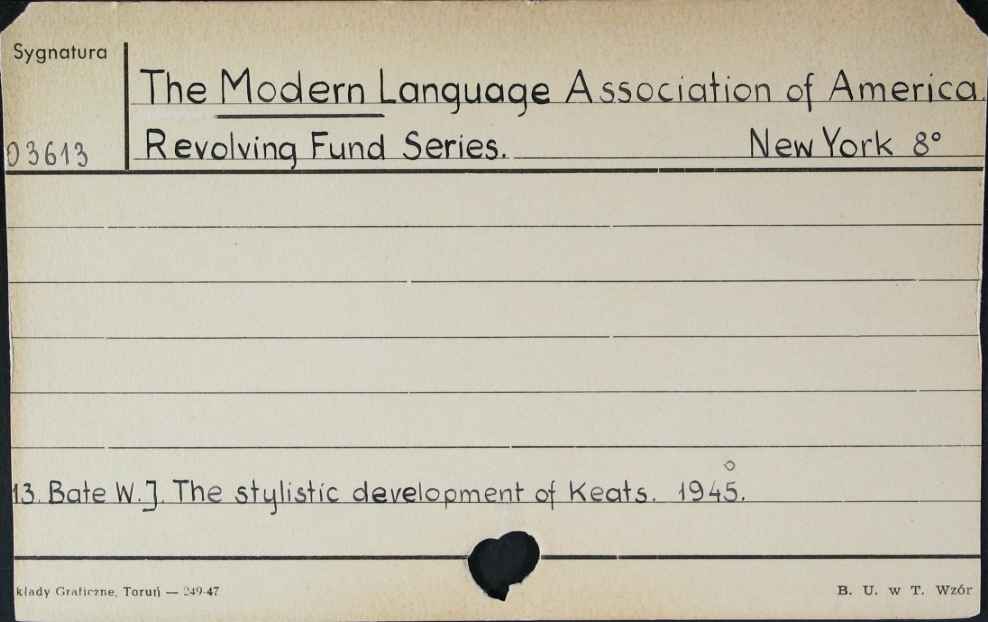 Sygnatura
The Modern Language Association of America.
03613 Revolving Fund Series. New York 8°
13. Bate W.J. The stylistic development of Keats. 1945.
kłady Graficzne, Toruń — 249-47
B. U. w T. Wzór